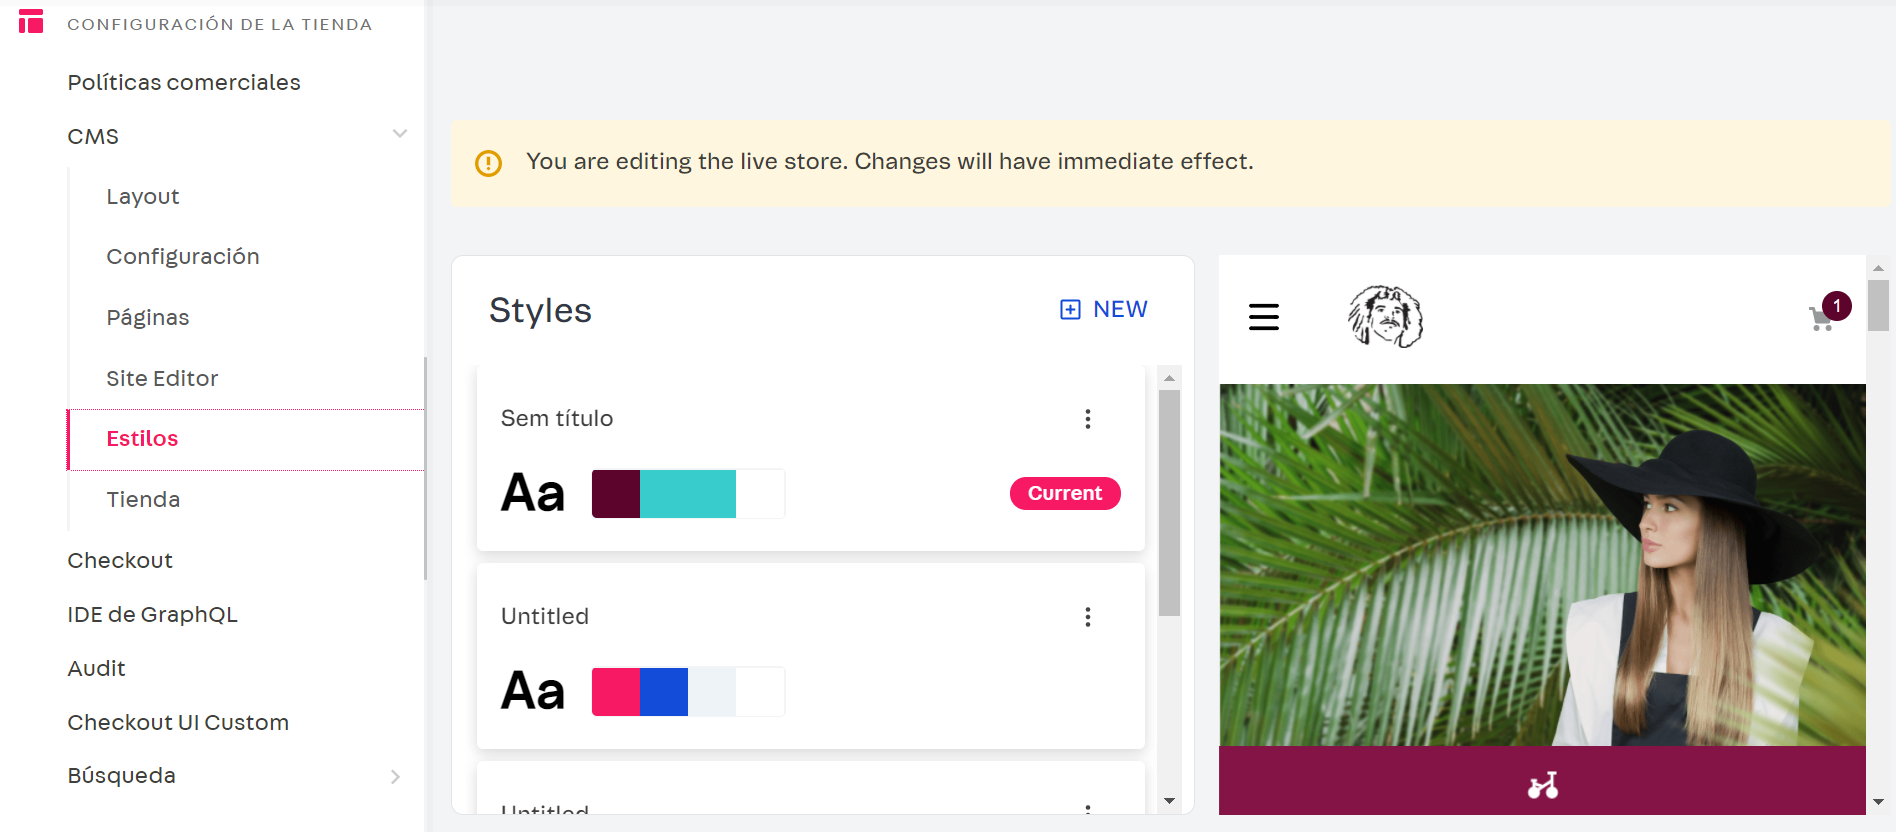 CONFIGURACIÓN DE LA TIENDA
Políticas comerciales
CMS
Layout
Configuración
Páginas
Site Editor
Estilos
Tienda
Checkout
IDE de GraphQL
Audit
Checkout UI Custom
Búsqueda
You are editing the live store. Changes will have immediate effect.
Styles
NEW
Sem título
Aa
Current
Untitled
Aa
Untitled
1